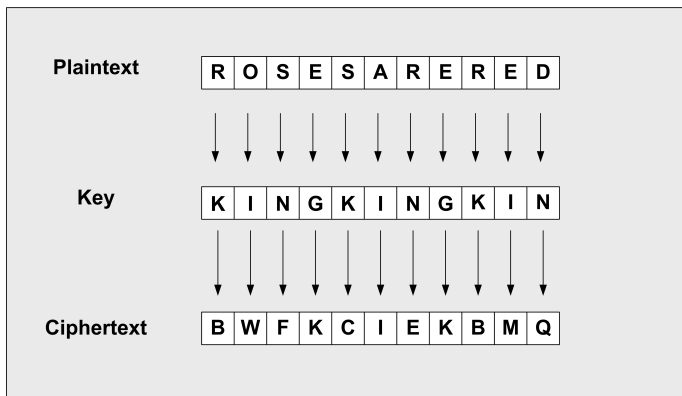 Plaintext R O S E S A R E R E D
Key K I N G K I N G K I N
Ciphertext B W F K C I E K B M Q